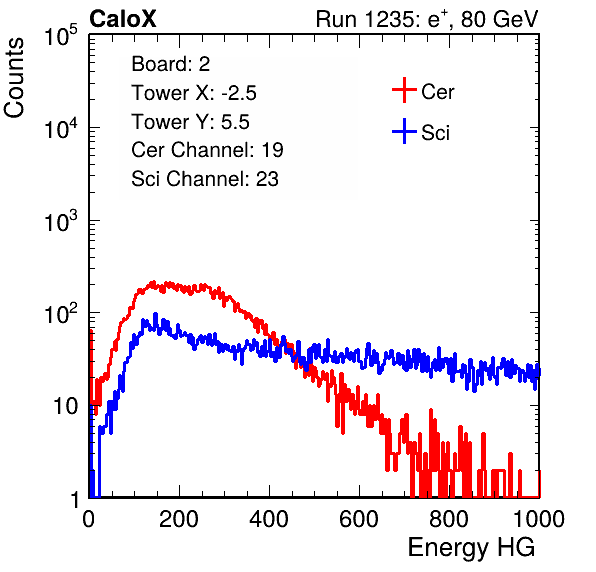 CaloX Run 1235: e⁺, 80 GeV
Counts
Board: 2
Tower X: -2.5
Tower Y: 5.5
Cer Channel: 19
Sci Channel: 23
Cer
Sci
10⁵
10⁴
10³
10²
10
1
0 200 400 600 800 1000
Energy HG